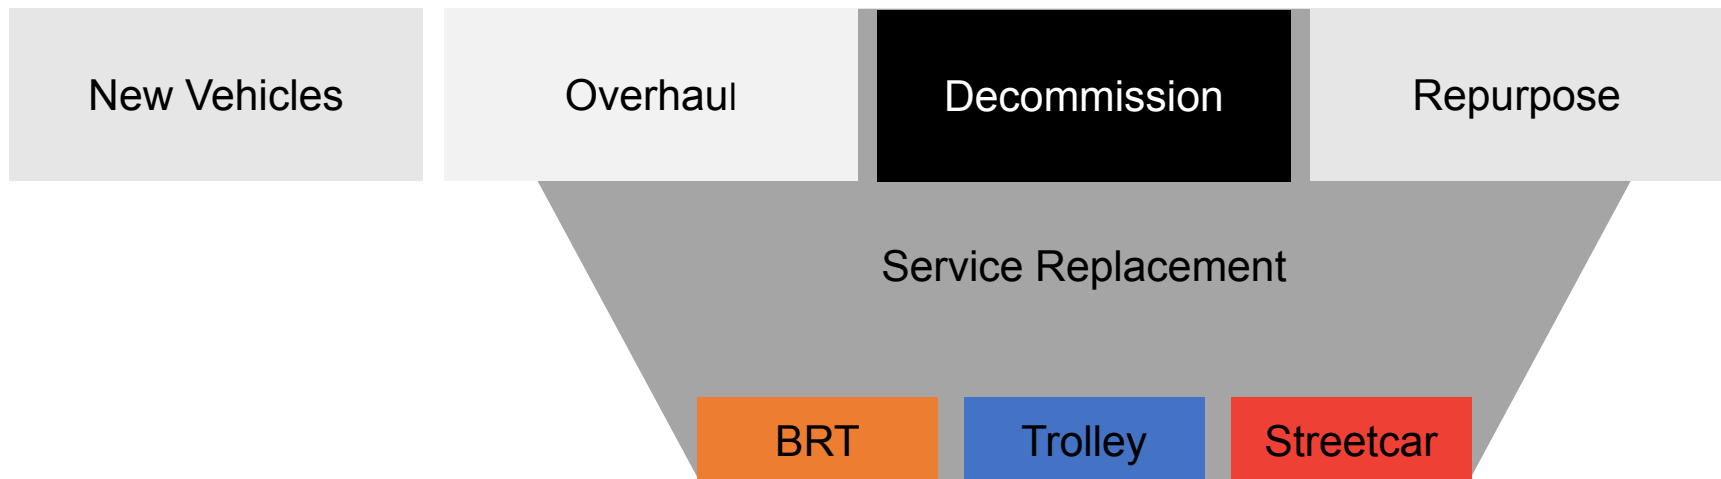 New Vehicles
Overhaul
Decommission
Repurpose
Service Replacement
BRT
Trolley
Streetcar